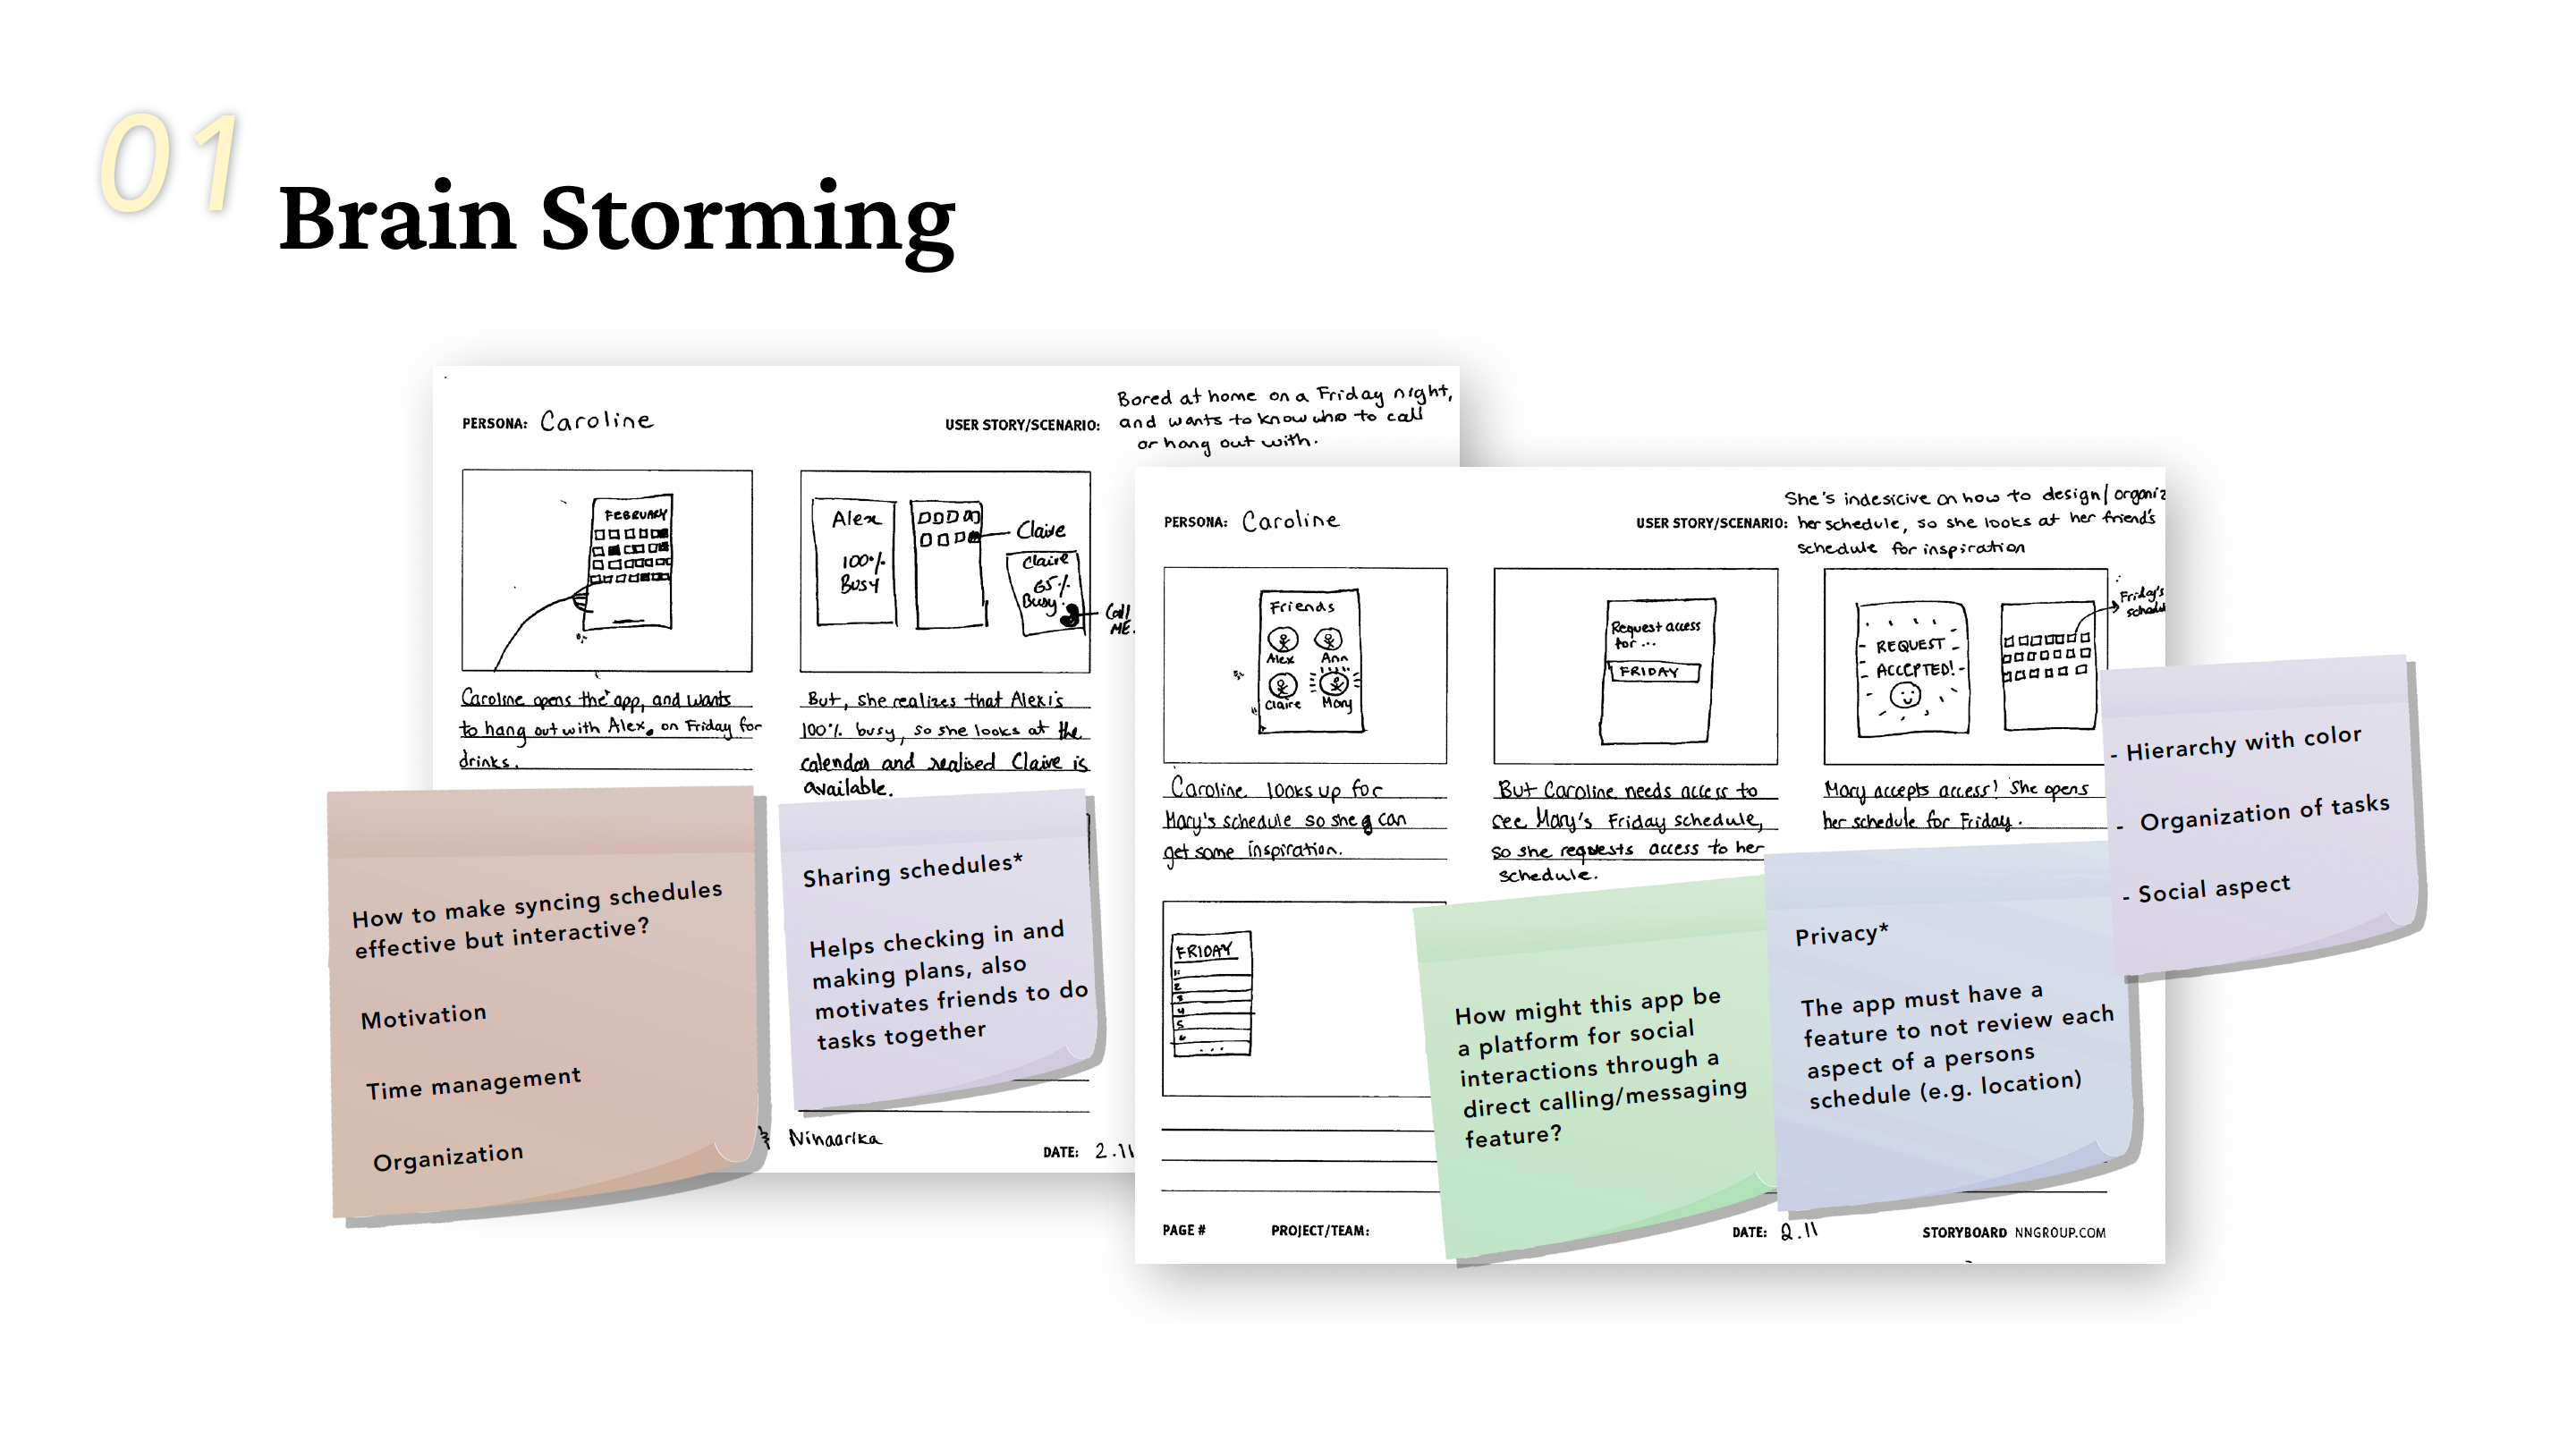 01
Brain Storming
PERSONA: Caroline
USER STORY/SCENARIO:
Bored at home on a Friday night,
and wants to know who to call
or hang out with.
FEBRUARY
Alex
100%
Busy
Claire
Claire
65%
Busy
Call
ME.
Caroline opens the app, and wants
to hang out with Alex. on Friday for
drinks.
But, she realizes that Alex is
100% busy, so she looks at the
calendar and realised Claire is
available.
How to make syncing schedules
effective but interactive?
Motivation
Time management
Organization
Sharing schedules*
Helps checking in and
making plans, also
motivates friends to do
tasks together
DATE: 2.11
PERSONA: Caroline
USER STORY/SCENARIO:
She's indesicive on how to design/organiz
her schedule, so she looks at her friend's
schedule for inspiration
Friends
Alex Ann
Claire Mary
Request access
for ...
FRIDAY
REQUEST
ACCEPTED!
Friday's
schedu
Caroline looks up for
Mary's schedule so she can
get some inspiration.
But Caroline needs access to
see Mary's Friday schedule,
so she requests access to her
schedule.
Mary accepts access! She opens
her schedule for Friday.
FRIDAY
1
2
3
4
5
6
...
How might this app be
a platform for social
interactions through a
direct calling/messaging
feature?
Privacy*
The app must have a
feature to not review each
aspect of a persons
schedule (e.g. location)
- Hierarchy with color
- Organization of tasks
- Social aspect
PAGE #
PROJECT/TEAM:
DATE: 2.11
STORYBOARD NNGROUP.COM